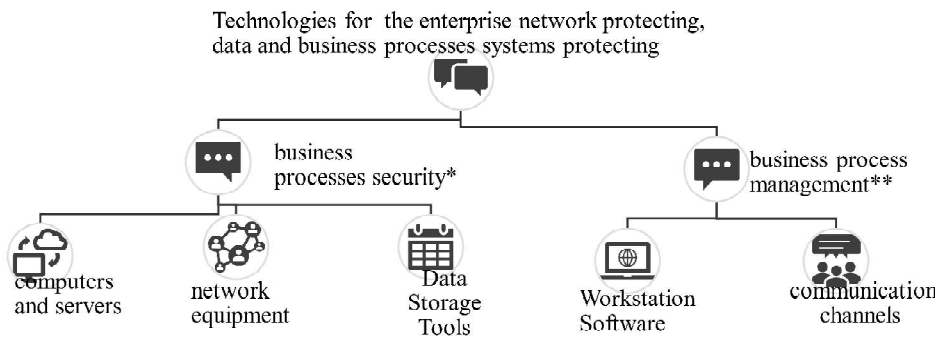 Technologies for the enterprise network protecting,
data and business processes systems protecting
business
processes security*
business process
management**
computers
and servers
network
equipment
Data
Storage
Tools
Workstation
Software
communication
channels